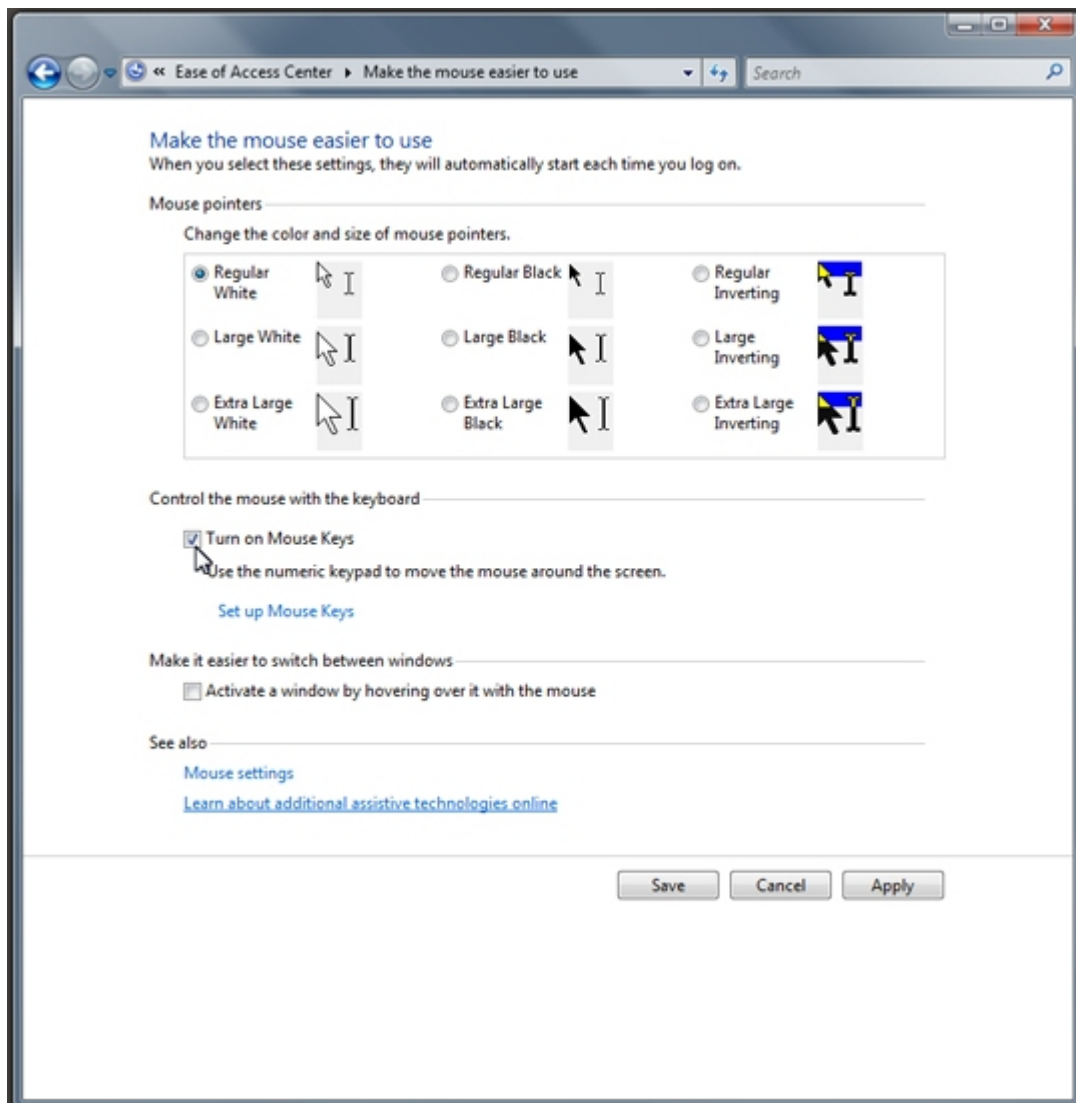 « Ease of Access Center ▸ Make the mouse easier to use
Search
Make the mouse easier to use
When you select these settings, they will automatically start each time you log on.
Mouse pointers
Change the color and size of mouse pointers.
Regular White
Regular Black
Regular Inverting
Large White
Large Black
Large Inverting
Extra Large White
Extra Large Black
Extra Large Inverting
Control the mouse with the keyboard
Turn on Mouse Keys
Use the numeric keypad to move the mouse around the screen.
Set up Mouse Keys
Make it easier to switch between windows
Activate a window by hovering over it with the mouse
See also
Mouse settings
Learn about additional assistive technologies online
Save
Cancel
Apply